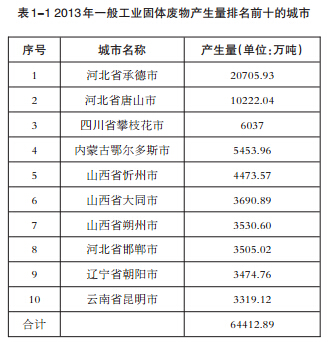 表1-1 2013年一般工业固体废物产生量排名前十的城市
序号 城市名称 产生量(单位:万吨)
1 河北省承德市 20705.93
2 河北省唐山市 10222.04
3 四川省攀枝花市 6037
4 内蒙古鄂尔多斯市 5453.96
5 山西省忻州市 4473.57
6 山西省大同市 3690.89
7 山西省朔州市 3530.60
8 河北省邯郸市 3505.02
9 辽宁省朝阳市 3474.76
10 云南省昆明市 3319.12
合计 64412.89